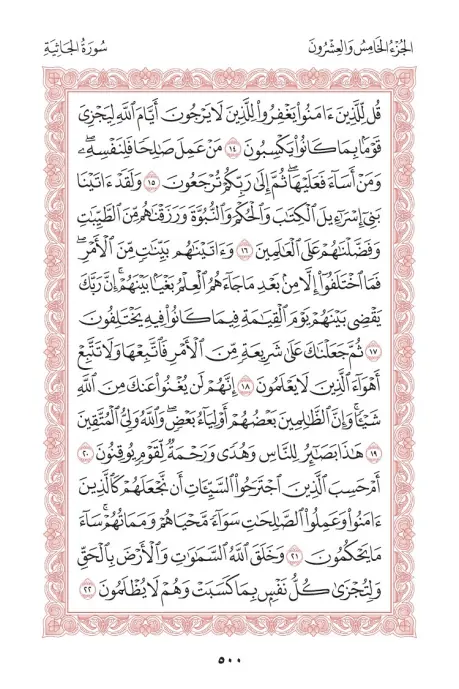 الجُزْءُ الخَامِسُ وَالعِشْرُونَ
سُورَةُ الجَاثِيَةِ
قُل لِّلَّذِينَ ءَامَنُواْ يَغْفِرُواْ لِلَّذِينَ لَا يَرْجُونَ أَيَّامَ ٱللَّهِ لِيَجْزِيَ
قَوْمَۢا بِمَا كَانُواْ يَكْسِبُونَ ١٤ مَنْ عَمِلَ صَٰلِحٗا فَلِنَفْسِهِۦۖ
وَمَنْ أَسَآءَ فَعَلَيْهَاۖ ثُمَّ إِلَىٰ رَبِّكُمْ تُرْجَعُونَ ١٥ وَلَقَدْ ءَاتَيْنَا
بَنِيٓ إِسْرَٰٓءِيلَ ٱلْكِتَٰبَ وَٱلْحُكْمَ وَٱلنُّبُوَّةَ وَرَزَقْنَٰهُم مِّنَ ٱلطَّيِّبَٰتِ
وَفَضَّلْنَٰهُمْ عَلَى ٱلْعَٰلَمِينَ ١٦ وَءَاتَيْنَٰهُم بَيِّنَٰتٖ مِّنَ ٱلْأَمْرِۖ
فَمَا ٱخْتَلَفُوٓاْ إِلَّا مِنۢ بَعْدِ مَا جَآءَهُمُ ٱلْعِلْمُ بَغْيَۢا بَيْنَهُمْۚ إِنَّ رَبَّكَ
يَقْضِي بَيْنَهُمْ يَوْمَ ٱلْقِيَٰمَةِ فِيمَا كَانُواْ فِيهِ يَخْتَلِفُونَ
١٧ ثُمَّ جَعَلْنَٰكَ عَلَىٰ شَرِيعَةٖ مِّنَ ٱلْأَمْرِ فَٱتَّبِعْهَا وَلَا تَتَّبِعْ
أَهْوَآءَ ٱلَّذِينَ لَا يَعْلَمُونَ ١٨ إِنَّهُمْ لَن يُغْنُواْ عَنكَ مِنَ ٱللَّهِ
شَيْـٔٗاۚ وَإِنَّ ٱلظَّٰلِمِينَ بَعْضُهُمْ أَوْلِيَآءُ بَعْضٖۖ وَٱللَّهُ وَلِيُّ ٱلْمُتَّقِينَ
١٩ هَٰذَا بَصَٰٓئِرُ لِلنَّاسِ وَهُدٗى وَرَحْمَةٞ لِّقَوْمٖ يُوقِنُونَ ٢٠
أَمْ حَسِبَ ٱلَّذِينَ ٱجْتَرَحُواْ ٱلسَّيِّـَٔاتِ أَن نَّجْعَلَهُمْ كَٱلَّذِينَ
ءَامَنُواْ وَعَمِلُواْ ٱلصَّٰلِحَٰتِ سَوَآءٗ مَّحْيَاهُمْ وَمَمَاتُهُمْۚ سَآءَ
مَا يَحْكُمُونَ ٢١ وَخَلَقَ ٱللَّهُ ٱلسَّمَٰوَٰتِ وَٱلْأَرْضَ بِٱلْحَقِّ
وَلِتُجْزَىٰ كُلُّ نَفْسِۭ بِمَا كَسَبَتْ وَهُمْ لَا يُظْلَمُونَ ٢٢
٥٠٠